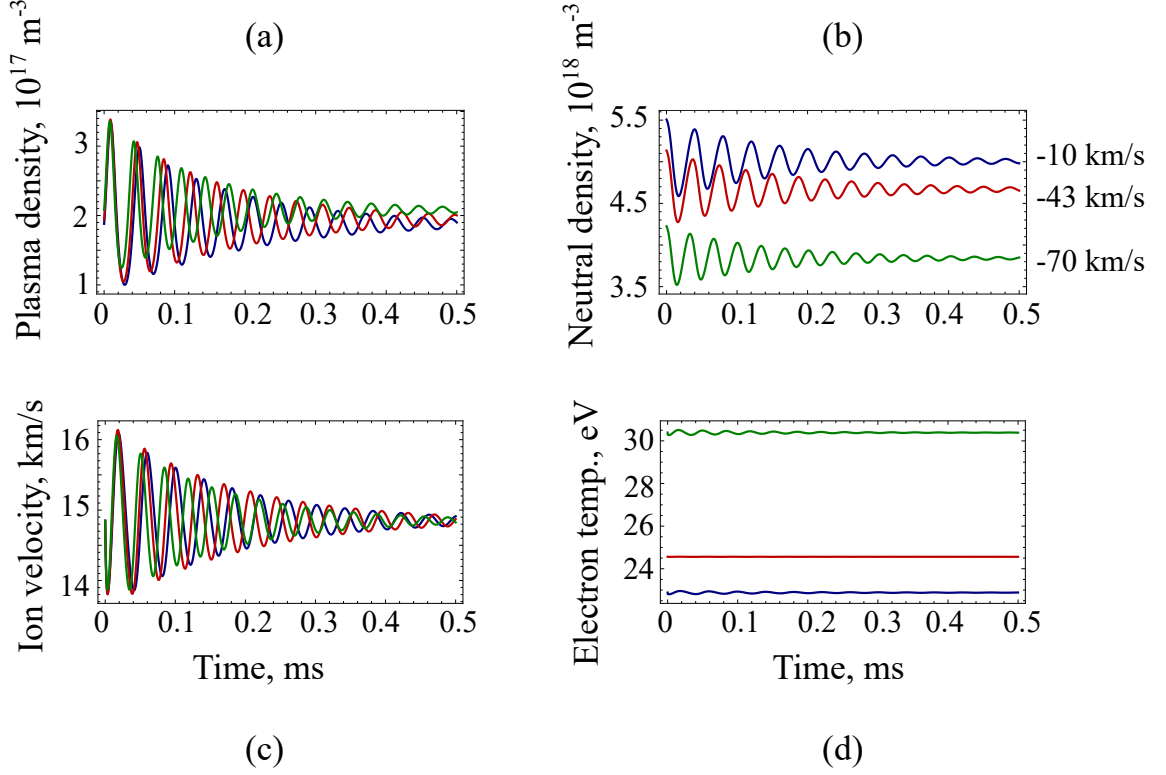 (a)
Plasma density, 10^17 m^-3
3
2
1
0 0.1 0.2 0.3 0.4 0.5
(b)
Neutral density, 10^18 m^-3
5.5
4.5
3.5
0 0.1 0.2 0.3 0.4 0.5
-10 km/s
-43 km/s
-70 km/s
Ion velocity, km/s
16
15
14
0 0.1 0.2 0.3 0.4 0.5
Time, ms
(c)
Electron temp., eV
30
28
26
24
0 0.1 0.2 0.3 0.4 0.5
Time, ms
(d)